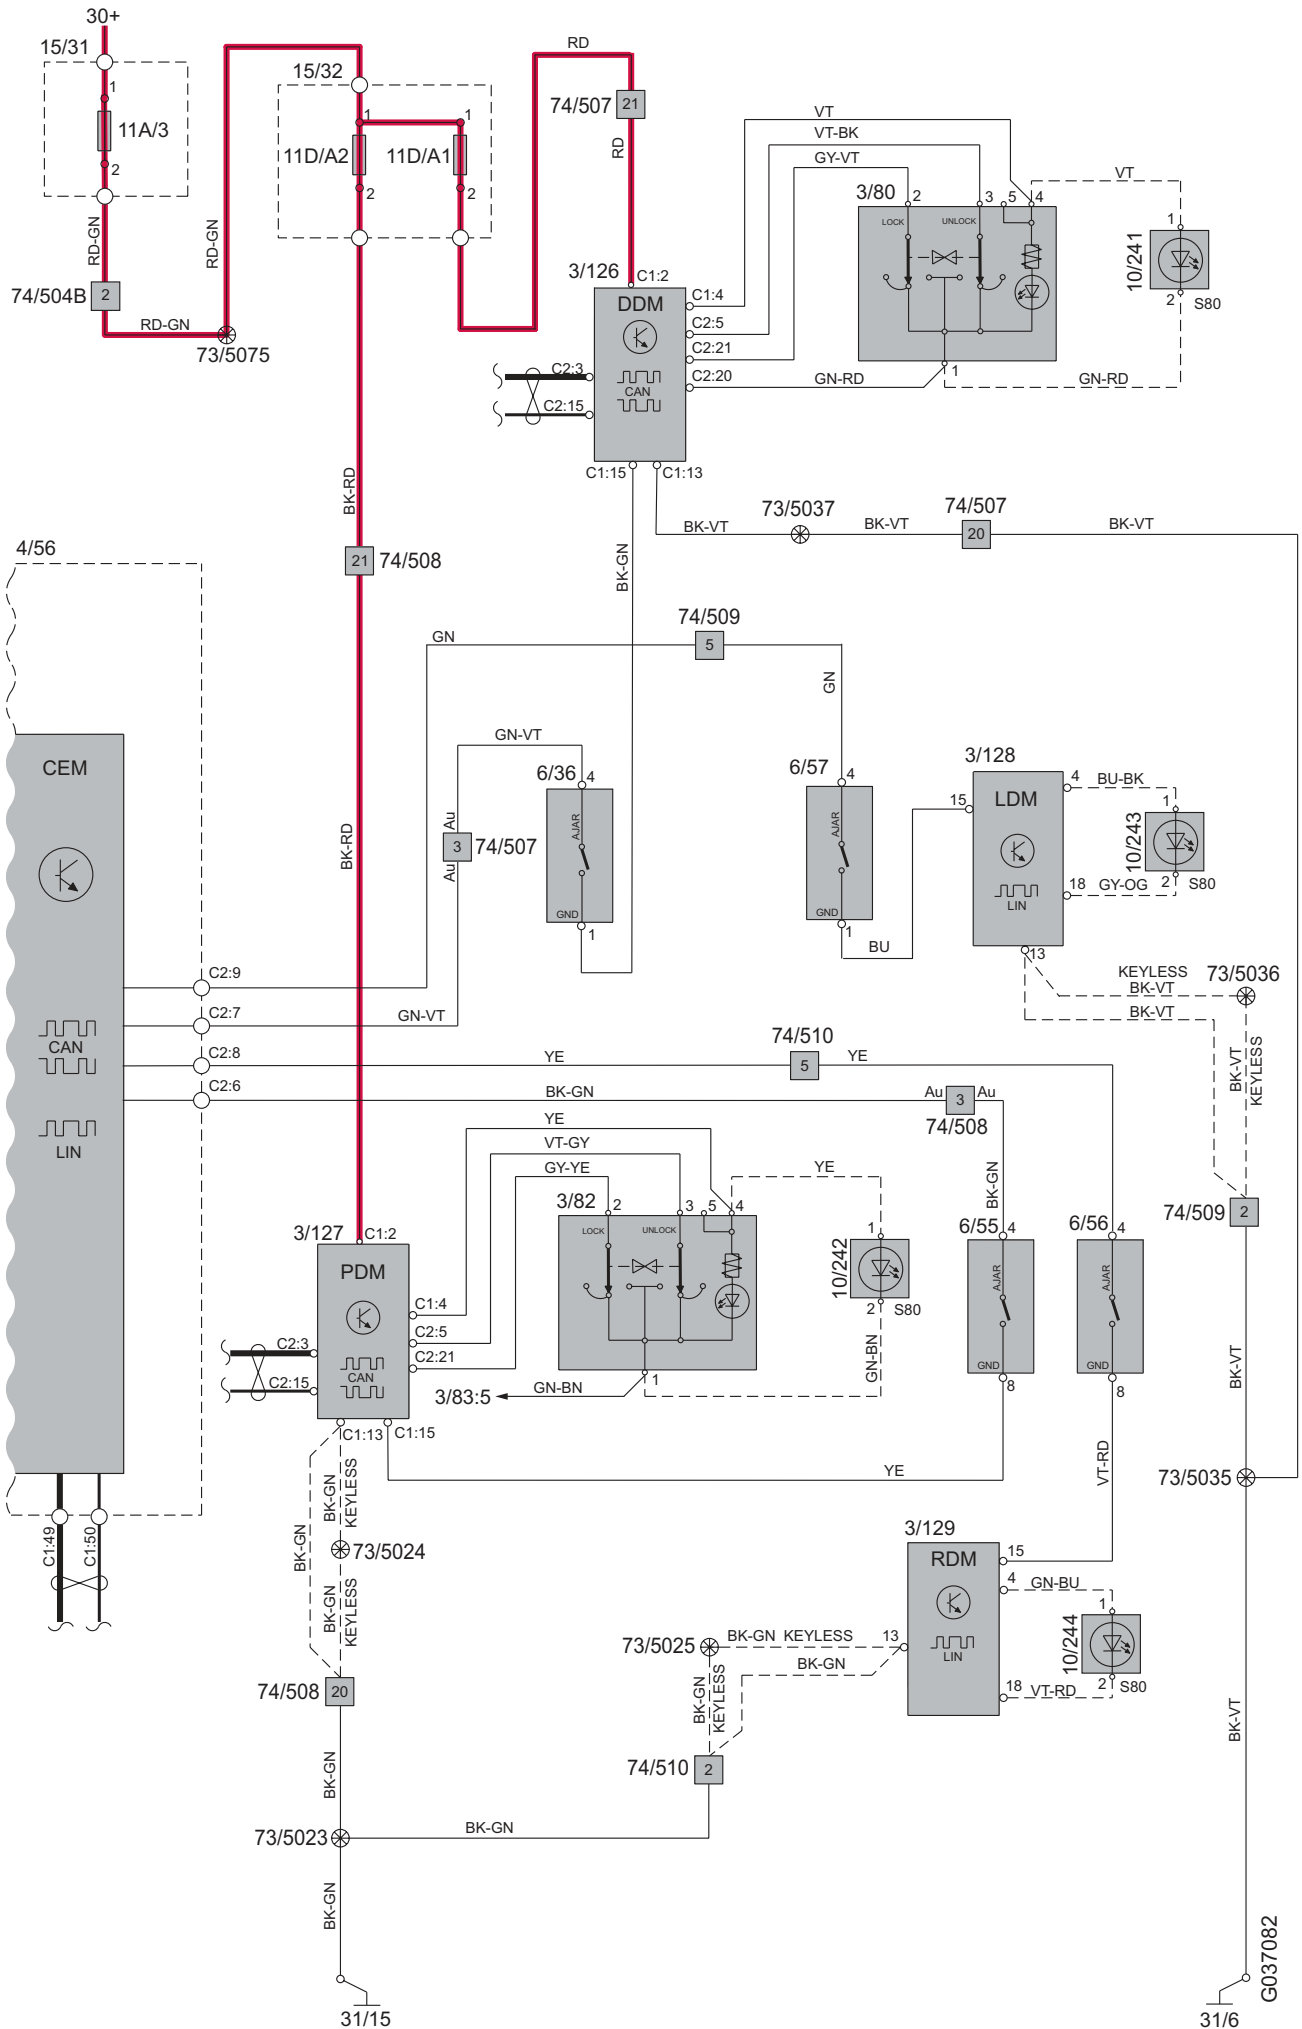 30+
15/31
1
11A/3
2
RD-GN
RD-GN
74/504B
2
RD-GN
73/5075
15/32
1
1
11D/A2
11D/A1
2
2
RD
74/507
21
RD
3/126
C1:2
DDM
CAN
C1:4
C2:5
C2:21
C2:20
C2:3
C2:15
C1:15
C1:13
VT
VT-BK
GY-VT
3/80
2
3
5
4
LOCK
UNLOCK
1
GN-RD
VT
1
10/241
2
S80
GN-RD
BK-RD
21
74/508
BK-GN
BK-VT
73/5037
BK-VT
74/507
20
BK-VT
4/56
CEM
CAN
LIN
GN
74/509
5
GN
GN-VT
6/36
4
AJAR
GND
1
Au
3
74/507
Au
BK-RD
6/57
4
AJAR
GND
1
BU
3/128
LDM
LIN
15
4
BU-BK
1
10/243
2
S80
18
GY-OG
13
KEYLESS
BK-VT
73/5036
BK-VT
BK-VT
KEYLESS
C2:9
C2:7
GN-VT
C2:8
YE
74/510
5
YE
C2:6
BK-GN
Au
3
Au
74/508
YE
VT-GY
GY-YE
3/82
2
3
5
4
LOCK
UNLOCK
1
YE
1
10/242
2
S80
GN-BN
BK-GN
6/55
4
AJAR
GND
8
6/56
4
AJAR
GND
8
74/509
2
3/127
C1:2
PDM
CAN
C1:4
C2:5
C2:21
C2:3
C2:15
3/83:5
GN-BN
C1:13
C1:15
YE
VT-RD
BK-VT
73/5035
C1:49
C1:50
BK-GN
KEYLESS
BK-GN
73/5024
BK-GN
KEYLESS
74/508
20
3/129
RDM
LIN
15
4
GN-BU
1
10/244
2
S80
18
VT-RD
13
73/5025
BK-GN KEYLESS
BK-GN
BK-GN
KEYLESS
74/510
2
BK-VT
BK-GN
73/5023
BK-GN
BK-GN
31/15
31/6
G037082